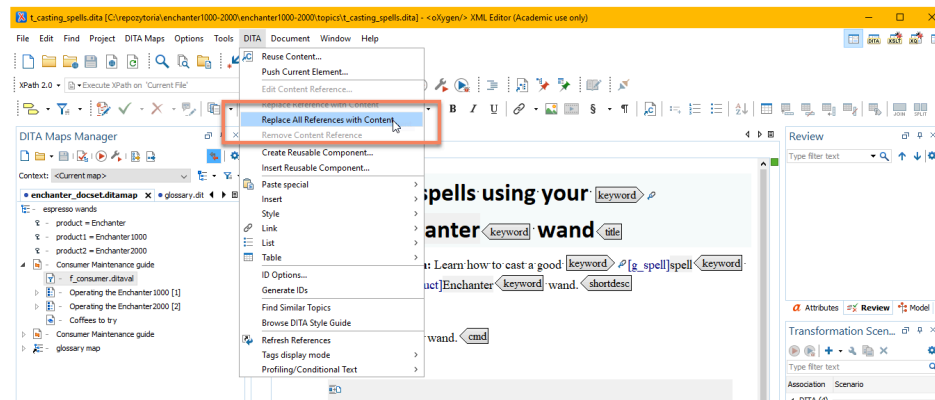 t_casting_spells.dita [C:\repozytoria\enchanter1000-2000\enchanter1000-2000\topics\t_casting_spells.dita] - <oXygen/> XML Editor (Academic use only)
File Edit Find Project DITA Maps Options Tools DITA Document Window Help
DITA XSLT XQ
XPath 2.0 Execute XPath on 'Current File'
B I U § ¶ JOIN SPLIT
Reuse Content...
Push Current Element...
Edit Content Reference...
Replace Reference with Content
Replace All References with Content
Remove Content Reference
Create Reusable Component...
Insert Reusable Component...
Paste special
Insert
Style
Link
List
Table
ID Options...
Generate IDs
Find Similar Topics
Browse DITA Style Guide
Refresh References
Tags display mode
Profiling/Conditional Text
DITA Maps Manager
Context: <Current map>
enchanter_docset.ditamap glossary.dit
espresso wands
product = Enchanter
product1 = Enchanter1000
product2 = Enchanter2000
Consumer Maintenance guide
f_consumer.ditaval
Operating the Enchanter1000 [1]
Operating the Enchanter2000 [2]
Coffees to try
Consumer Maintenance guide
glossary map
spells using your keyword
anter keyword wand title
a: Learn how to cast a good keyword [g_spell]spell keyword
uct]Enchanter keyword wand. shortdesc
wand. cmd
Review
Type filter text
Attributes Review Model
Transformation Scen...
Type filter text
Association Scenario
DITA (4)